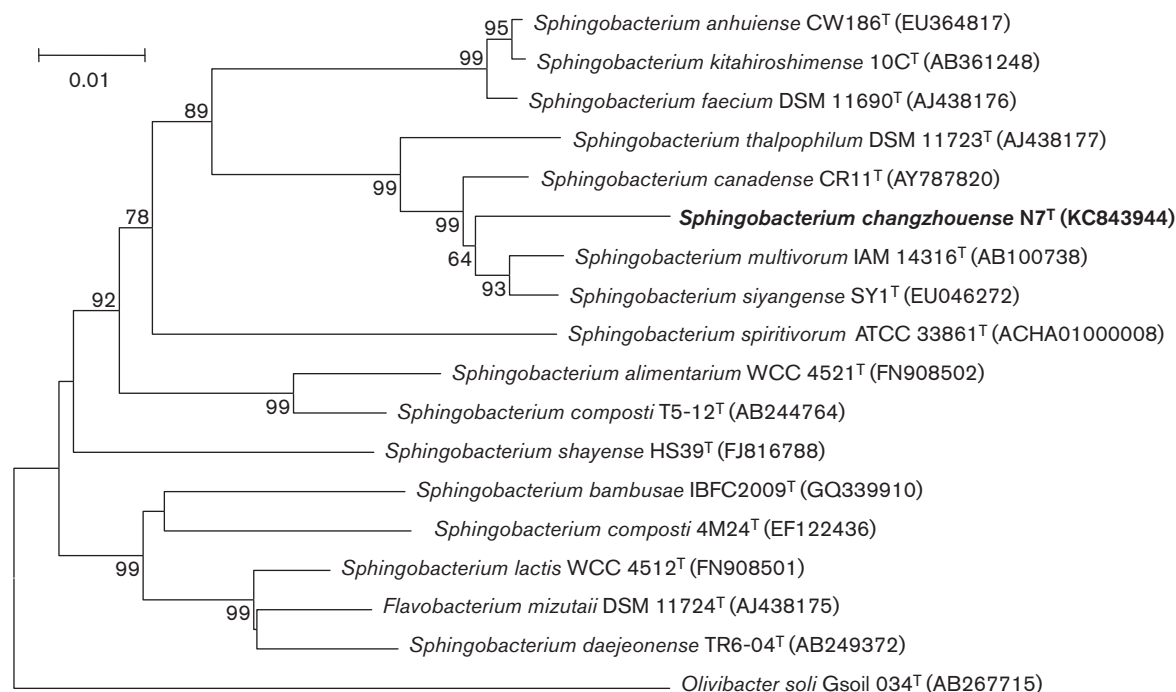 95
Sphingobacterium anhuiense CW186ᵀ (EU364817)
0.01
99
Sphingobacterium kitahiroshimense 10Cᵀ (AB361248)
Sphingobacterium faecium DSM 11690ᵀ (AJ438176)
89
Sphingobacterium thalpophilum DSM 11723ᵀ (AJ438177)
99
Sphingobacterium canadense CR11ᵀ (AY787820)
78
99
Sphingobacterium changzhouense N7ᵀ (KC843944)
64
Sphingobacterium multivorum IAM 14316ᵀ (AB100738)
92
93
Sphingobacterium siyangense SY1ᵀ (EU046272)
Sphingobacterium spiritivorum ATCC 33861ᵀ (ACHA01000008)
Sphingobacterium alimentarium WCC 4521ᵀ (FN908502)
99
Sphingobacterium composti T5-12ᵀ (AB244764)
Sphingobacterium shayense HS39ᵀ (FJ816788)
Sphingobacterium bambusae IBFC2009ᵀ (GQ339910)
Sphingobacterium composti 4M24ᵀ (EF122436)
99
Sphingobacterium lactis WCC 4512ᵀ (FN908501)
99
Flavobacterium mizutaii DSM 11724ᵀ (AJ438175)
Sphingobacterium daejeonense TR6-04ᵀ (AB249372)
Olivibacter soli Gsoil 034ᵀ (AB267715)